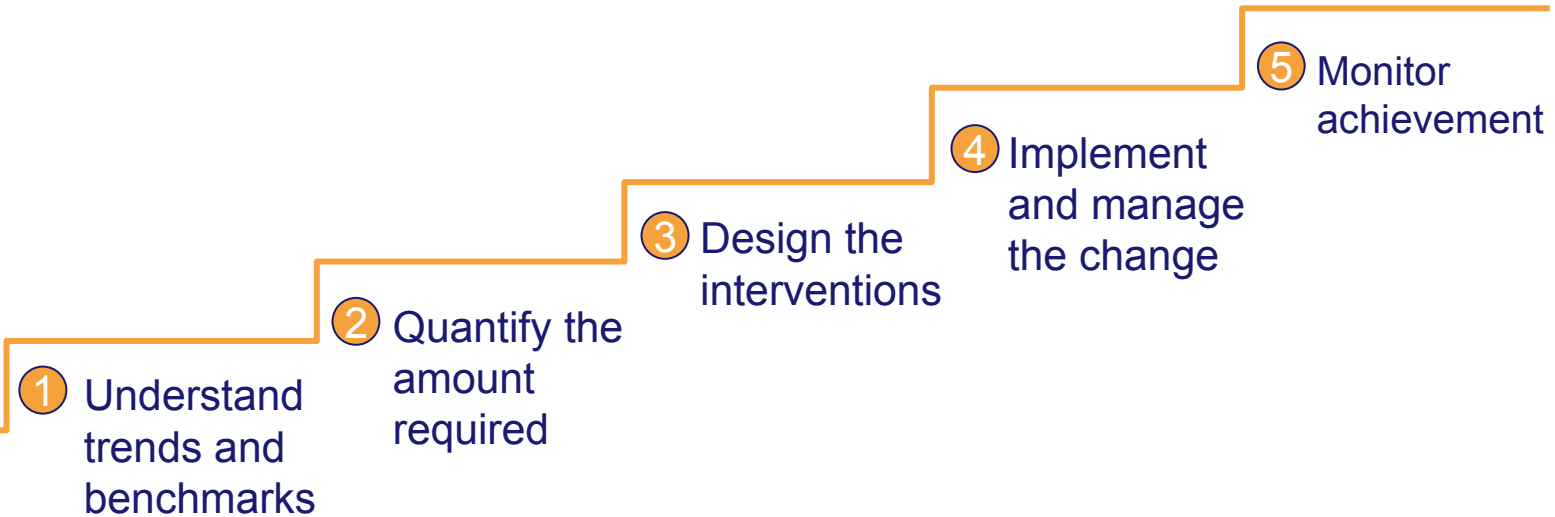 1 Understand
trends and
benchmarks
2 Quantify the
amount
required
3 Design the
interventions
4 Implement
and manage
the change
5 Monitor
achievement